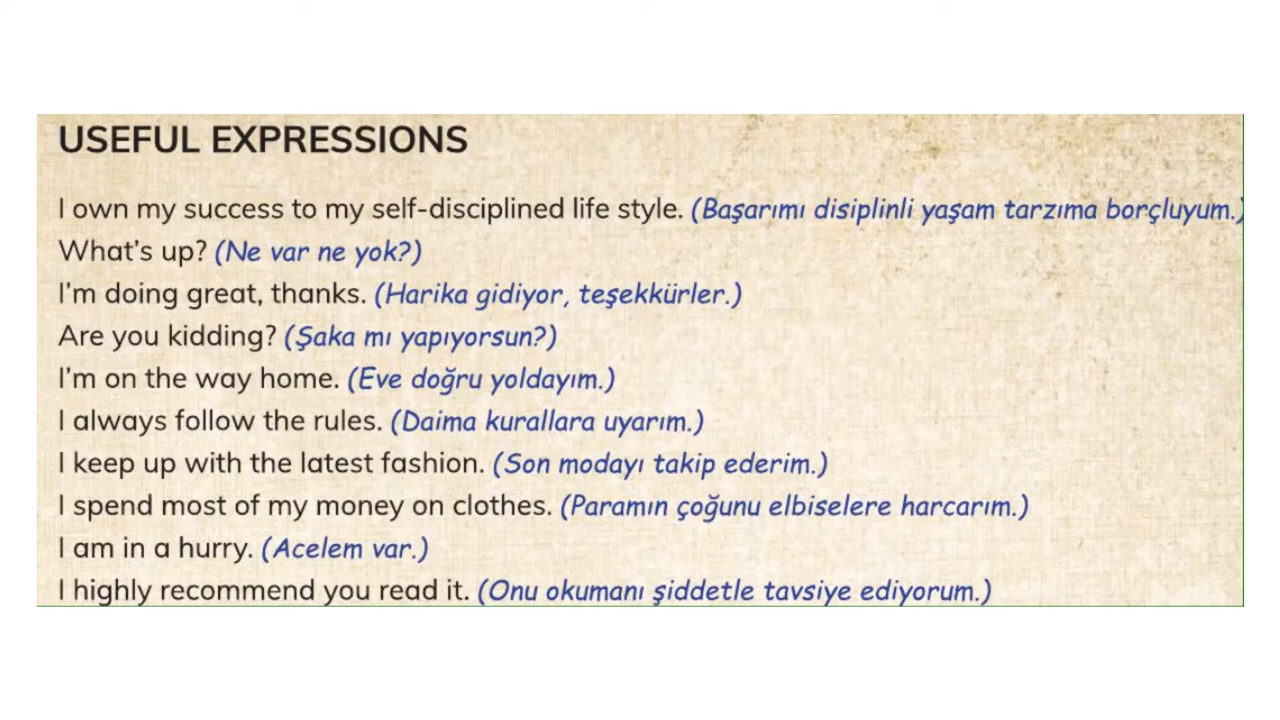 USEFUL EXPRESSIONS
I own my success to my self-disciplined life style. (Başarımı disiplinli yaşam tarzıma borçluyum.)
What's up? (Ne var ne yok?)
I'm doing great, thanks. (Harika gidiyor, teşekkürler.)
Are you kidding? (Şaka mı yapıyorsun?)
I'm on the way home. (Eve doğru yoldayım.)
I always follow the rules. (Daima kurallara uyarım.)
I keep up with the latest fashion. (Son modayı takip ederim.)
I spend most of my money on clothes. (Paramın çoğunu elbiselere harcarım.)
I am in a hurry. (Acelem var.)
I highly recommend you read it. (Onu okumanı şiddetle tavsiye ediyorum.)